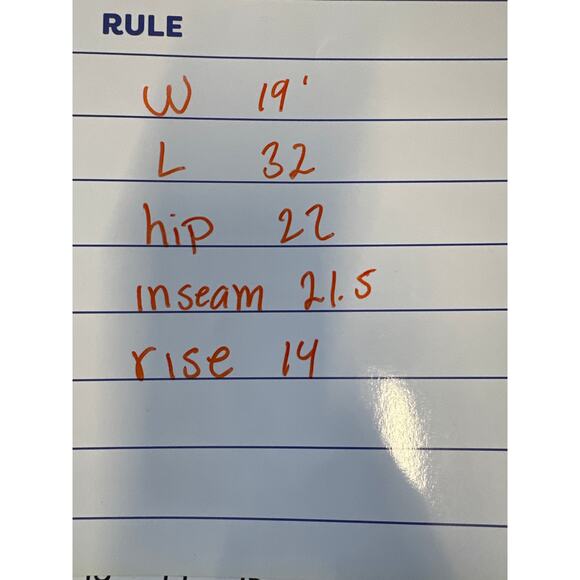 RULE
W 19'
L 32
hip 22
inseam 21.5
rise 14